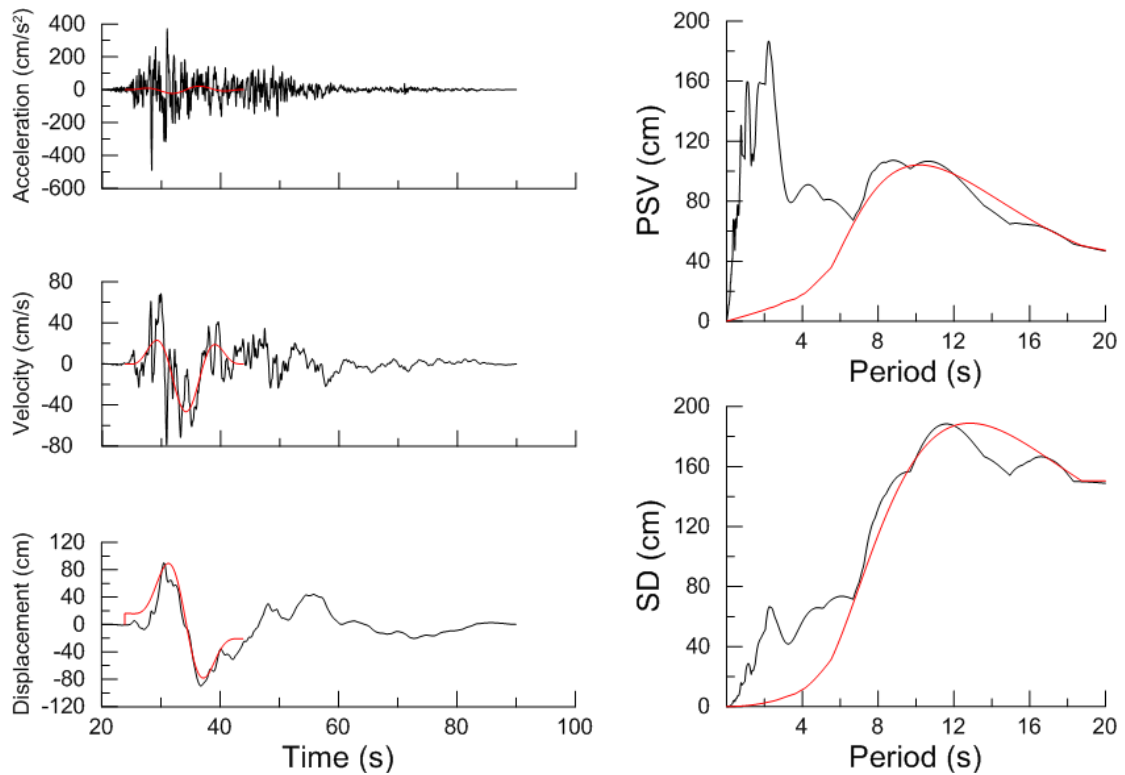 Acceleration (cm/s²)
400
200
0
-200
-400
-600
Velocity (cm/s)
80
40
0
-40
-80
Displacement (cm)
120
80
40
0
-40
-80
-120
20 40 60 80 100
Time (s)
PSV (cm)
200
160
120
80
40
0
4 8 12 16 20
Period (s)
SD (cm)
200
160
120
80
40
0
4 8 12 16 20
Period (s)